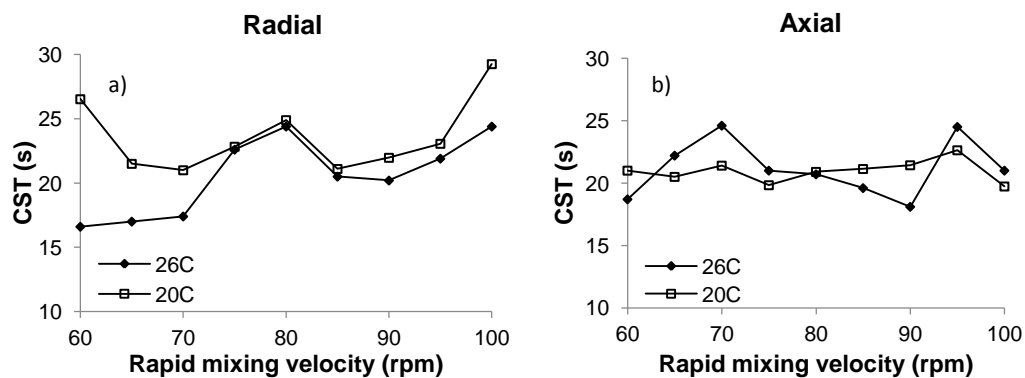 Radial
30
a)
25
20
15
10
CST (s)
26C
20C
60 70 80 90 100
Rapid mixing velocity (rpm)
Axial
30
b)
25
20
15
10
CST (s)
26C
20C
60 70 80 90 100
Rapid mixing velocity (rpm)